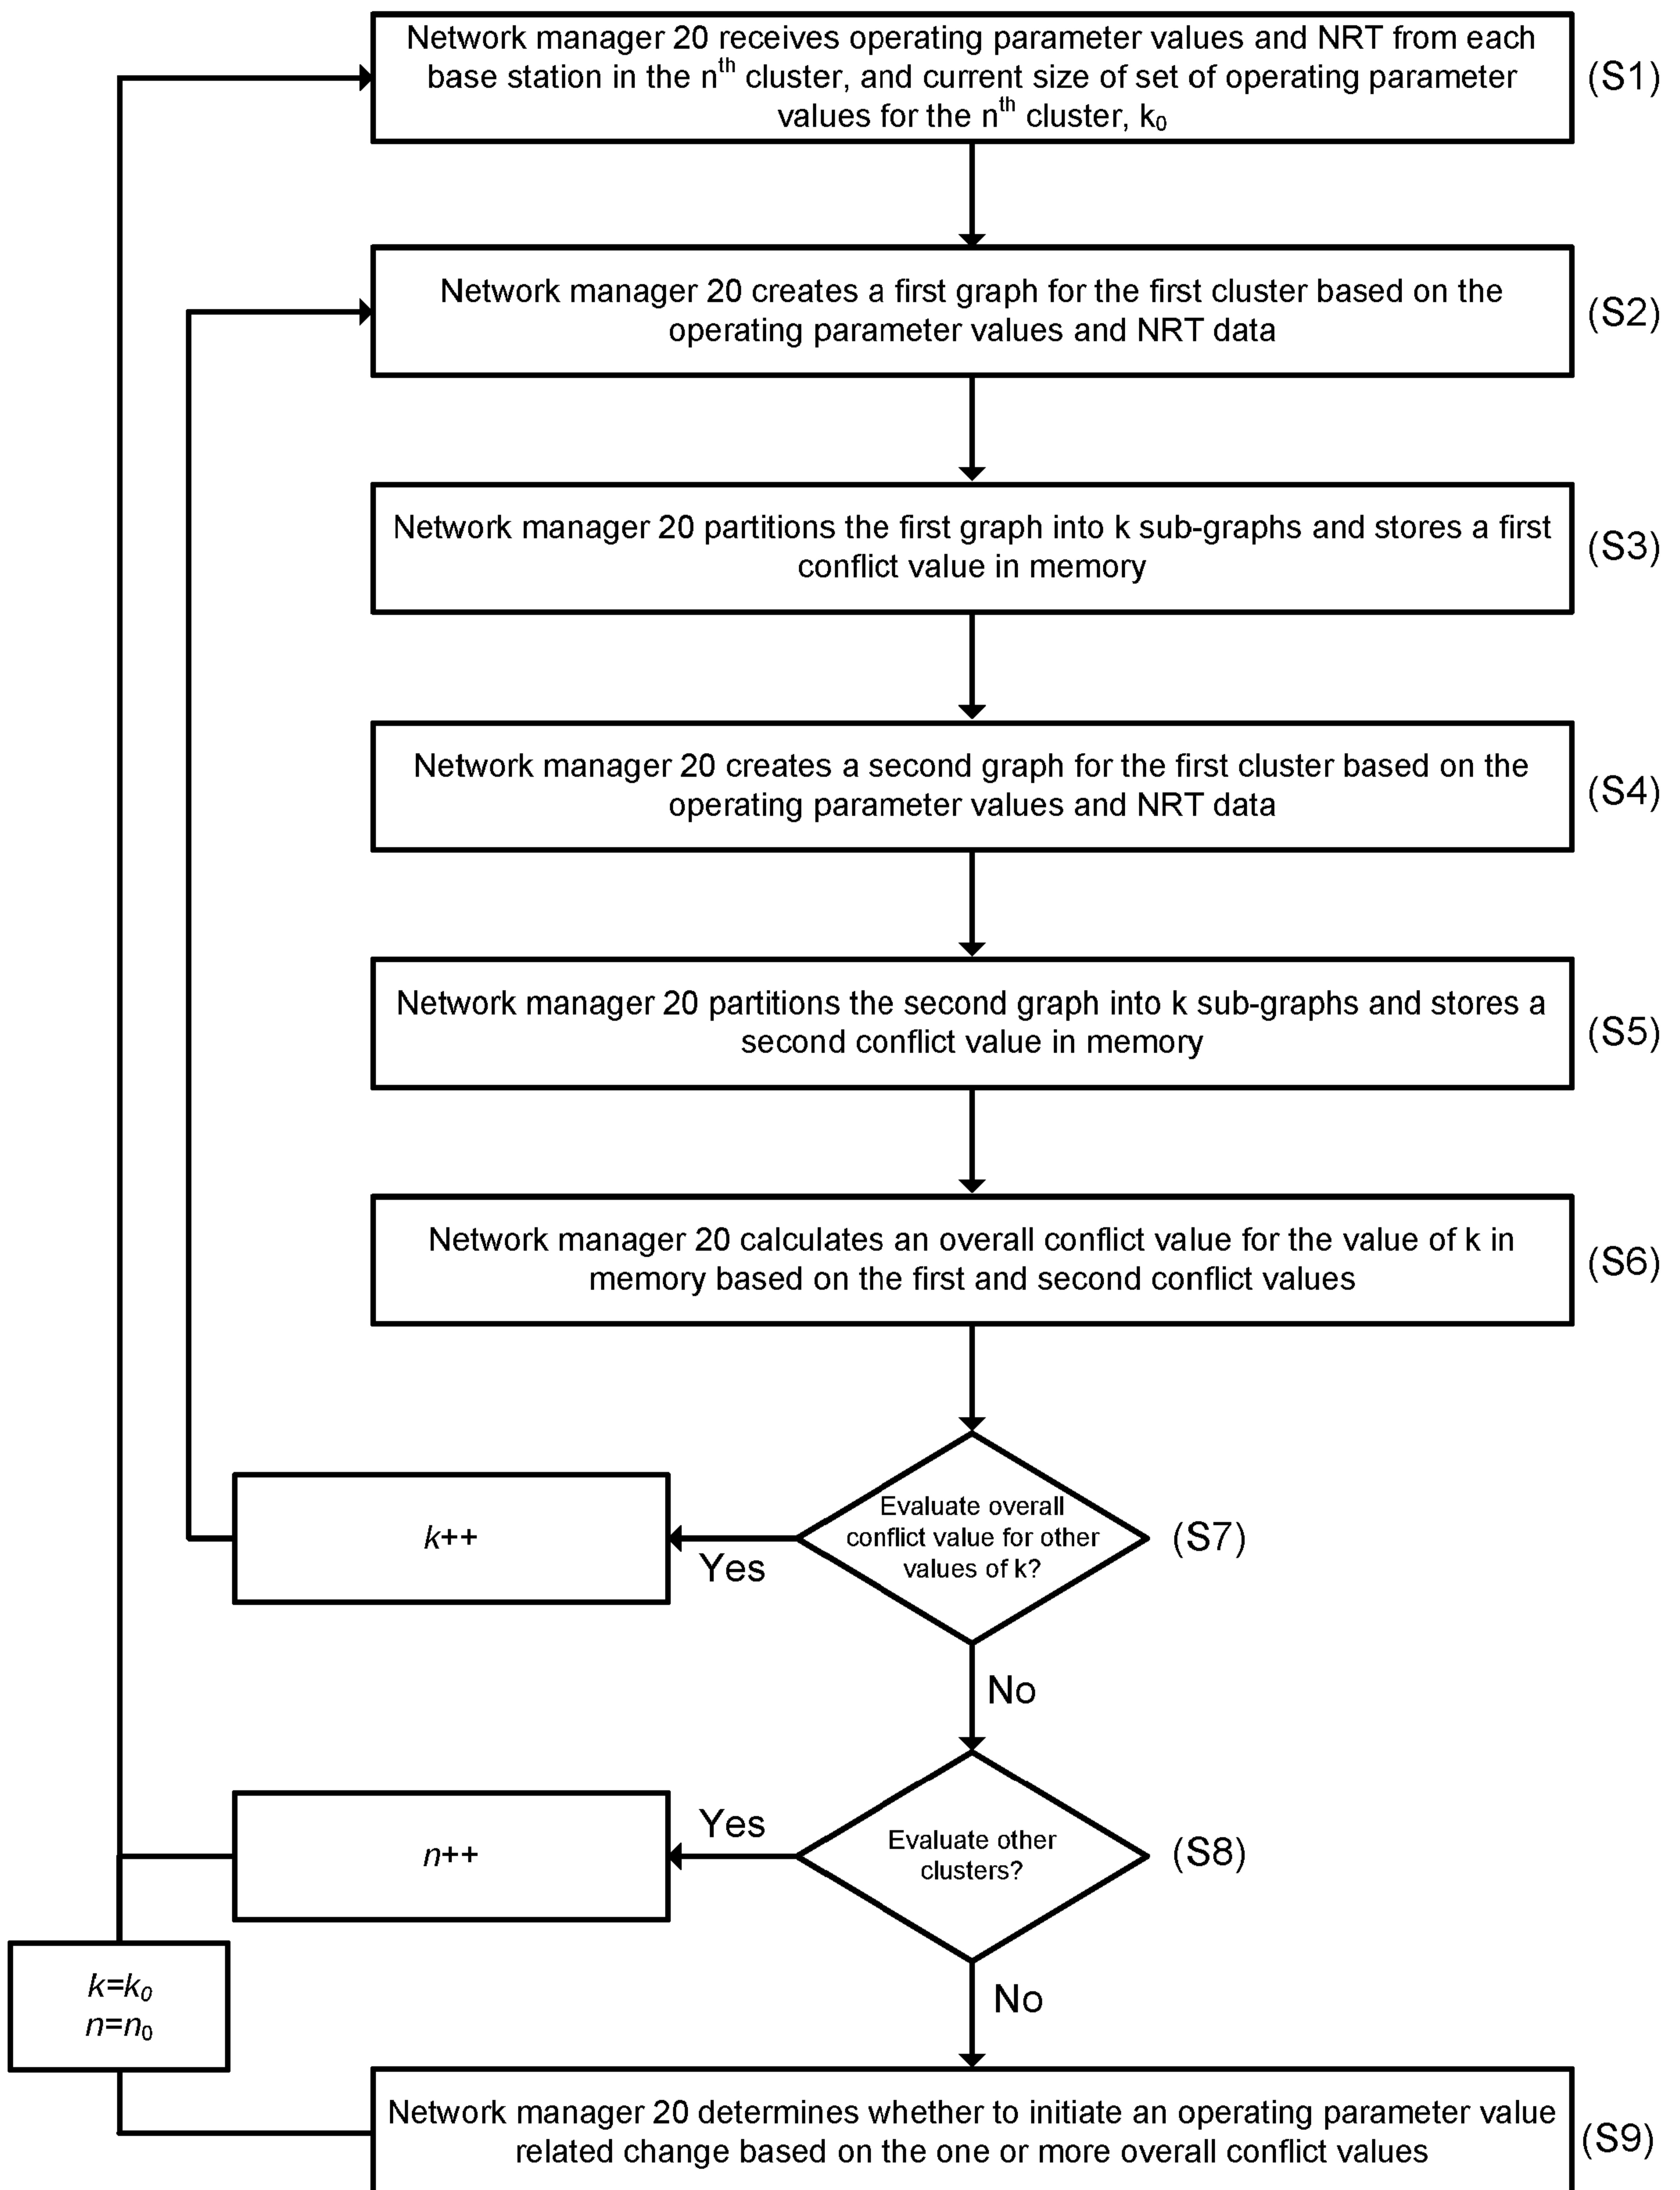 Network manager 20 receives operating parameter values and NRT from each
base station in the nth cluster, and current size of set of operating parameter
values for the nth cluster, k0
(S1)
Network manager 20 creates a first graph for the first cluster based on the
operating parameter values and NRT data
(S2)
Network manager 20 partitions the first graph into k sub-graphs and stores a first
conflict value in memory
(S3)
Network manager 20 creates a second graph for the first cluster based on the
operating parameter values and NRT data
(S4)
Network manager 20 partitions the second graph into k sub-graphs and stores a
second conflict value in memory
(S5)
Network manager 20 calculates an overall conflict value for the value of k in
memory based on the first and second conflict values
(S6)
Evaluate overall
conflict value for other
values of k?
(S7)
Yes
k++
No
Evaluate other
clusters?
(S8)
Yes
n++
No
k=k0
n=n0
Network manager 20 determines whether to initiate an operating parameter value
related change based on the one or more overall conflict values
(S9)